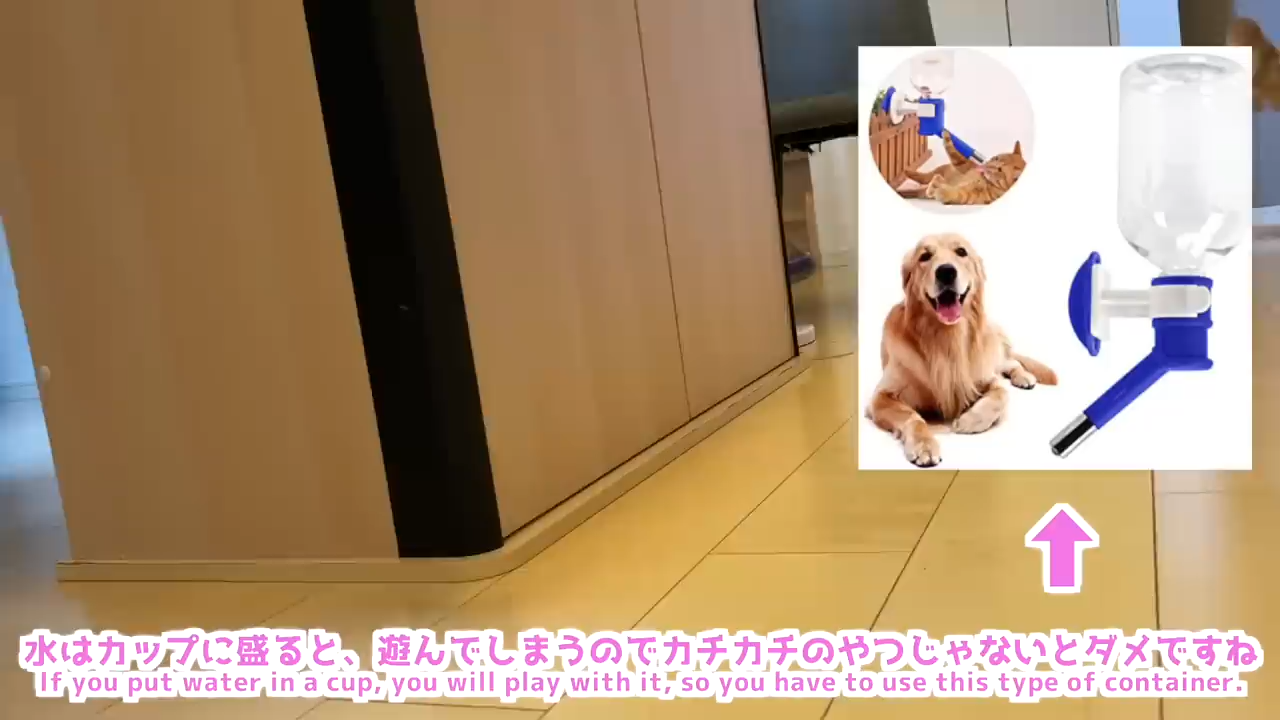 水はカップに盛ると、遊んでしまうのでカチカチのやつじゃないとダメですね
If you put water in a cup, you will play with it, so you have to use this type of container.